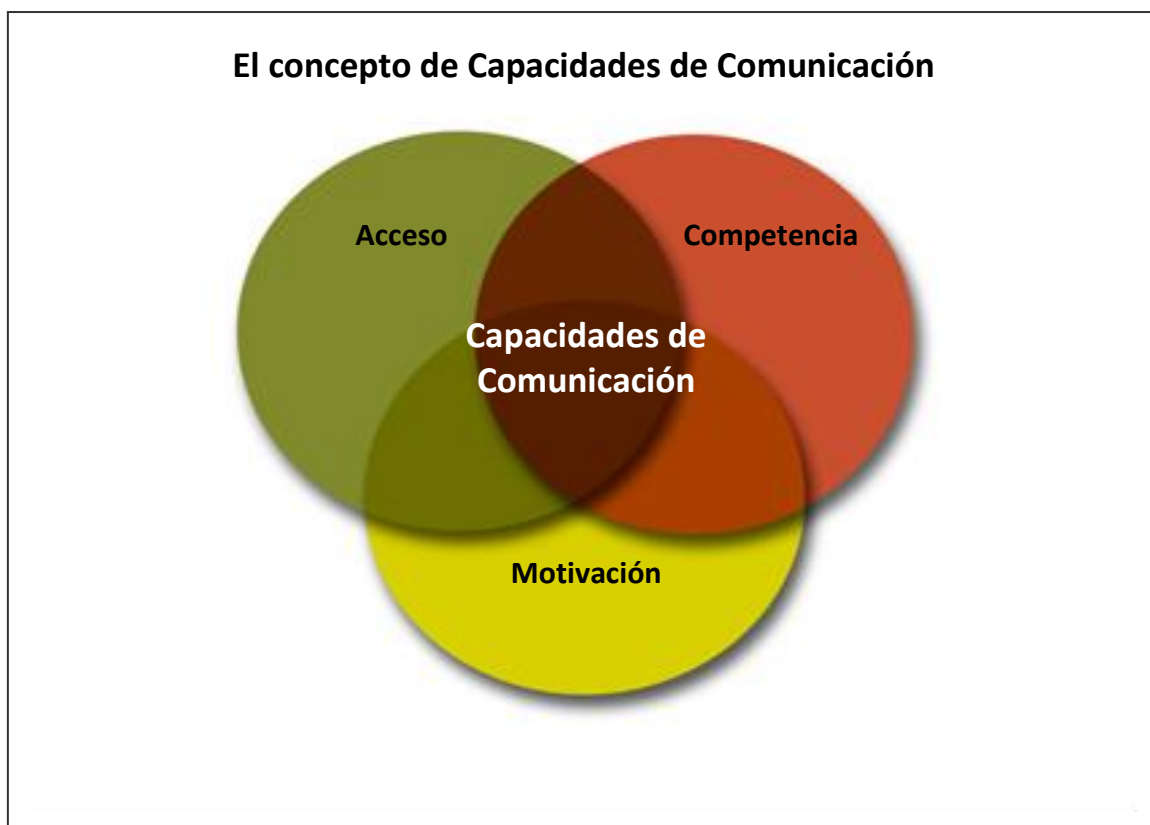 El concepto de Capacidades de Comunicación
Acceso
Competencia
Capacidades de
Comunicación
Motivación